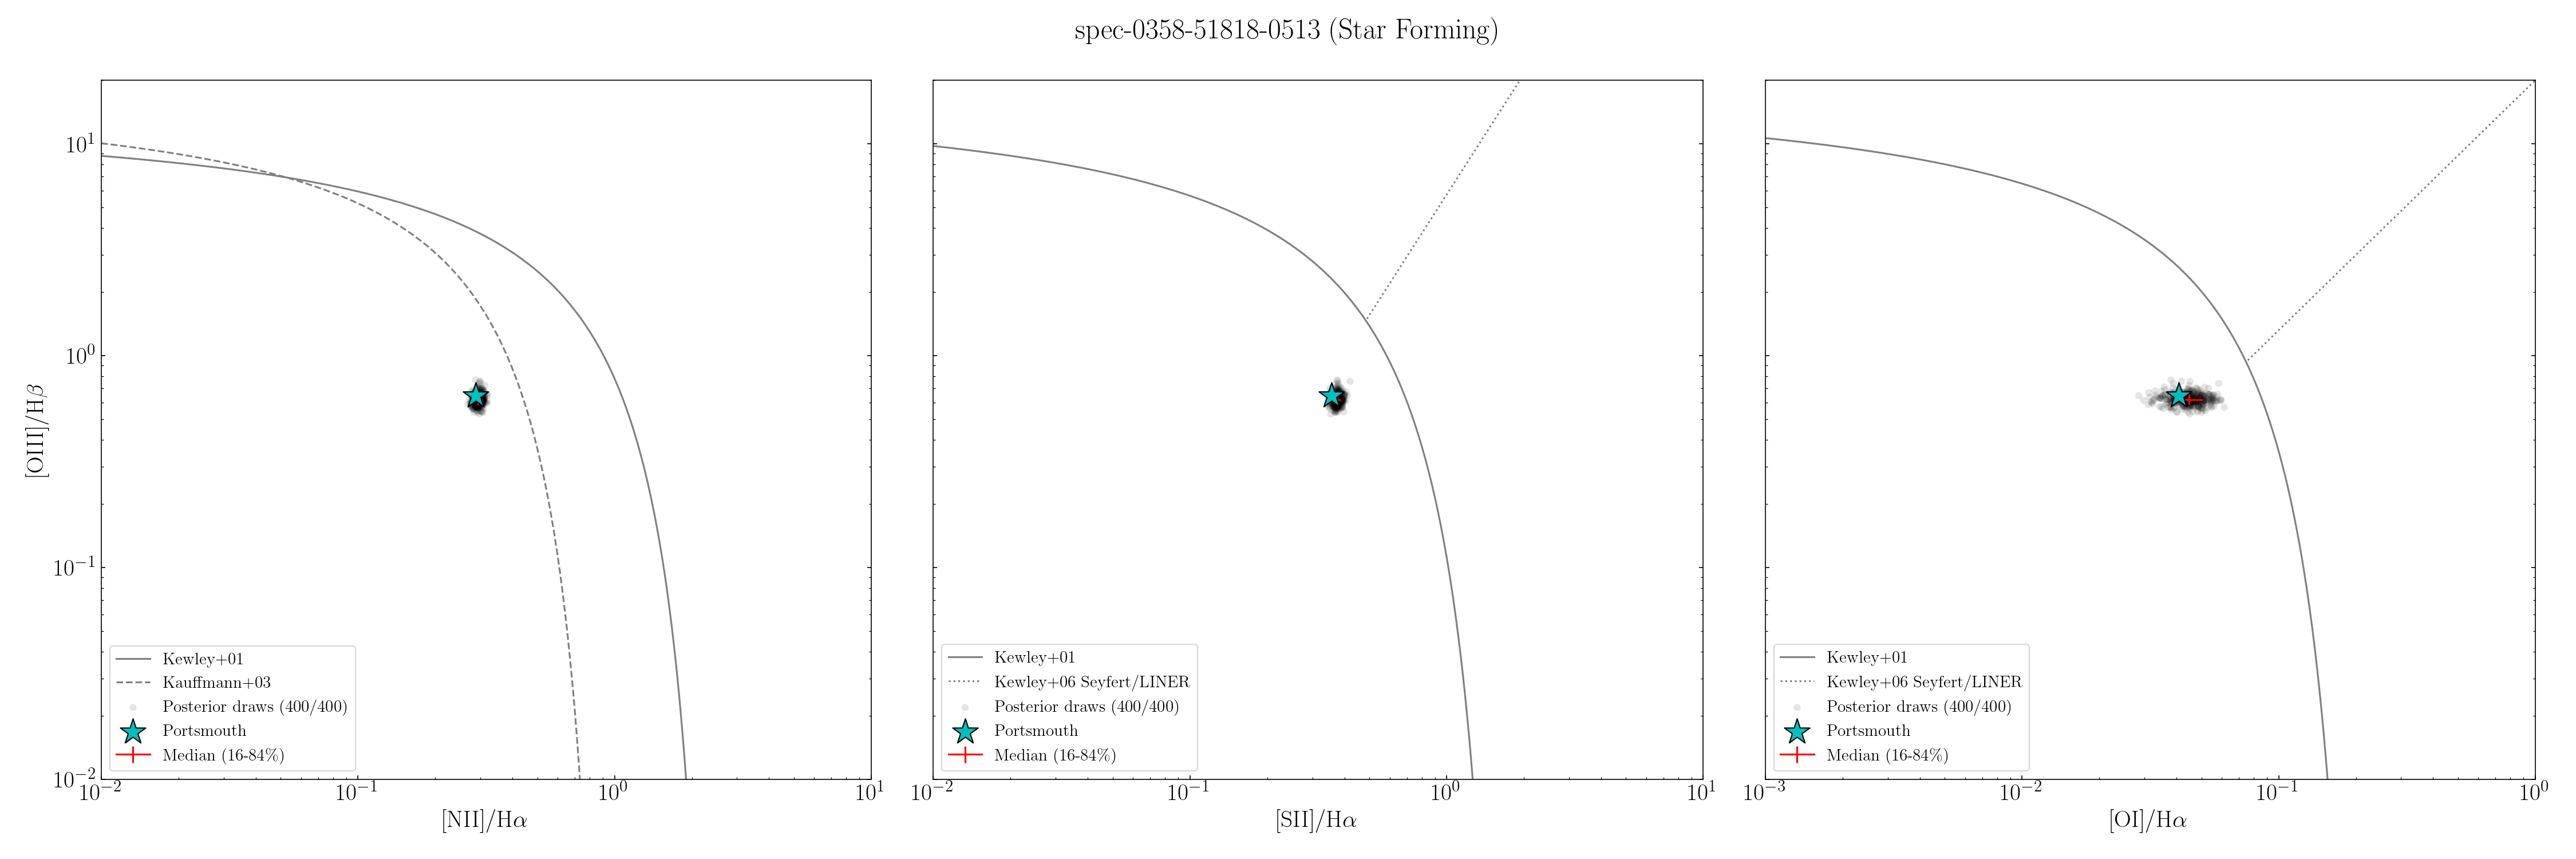 spec-0358-51818-0513 (Star Forming)
[OIII]/Hβ
10^1
10^0
10^-1
10^-2
Kewley+01
Kauffmann+03
Posterior draws (400/400)
Portsmouth
Median (16-84%)
10^-2 10^-1 10^0 10^1
[NII]/Hα
Kewley+01
Kewley+06 Seyfert/LINER
Posterior draws (400/400)
Portsmouth
Median (16-84%)
10^-2 10^-1 10^0 10^1
[SII]/Hα
Kewley+01
Kewley+06 Seyfert/LINER
Posterior draws (400/400)
Portsmouth
Median (16-84%)
10^-3 10^-2 10^-1 10^0
[OI]/Hα